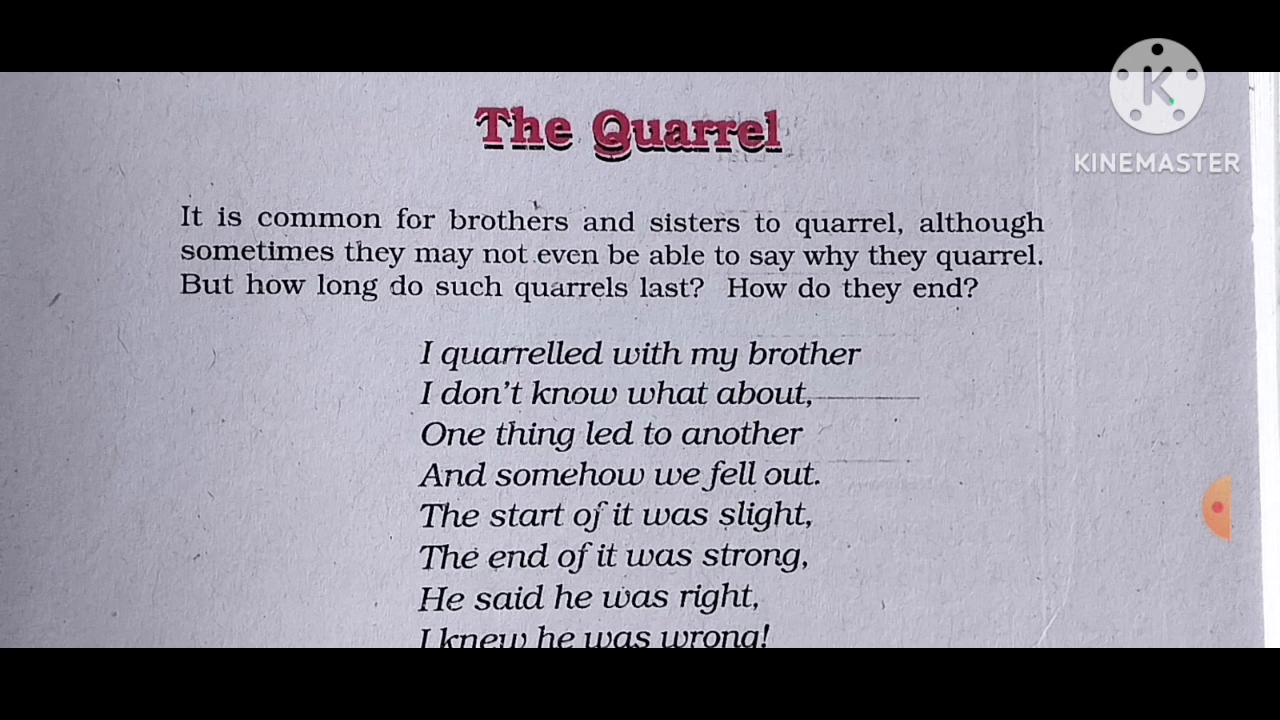 The Quarrel
K
KINEMASTER
It is common for brothers and sisters to quarrel, although
sometimes they may not even be able to say why they quarrel.
But how long do such quarrels last? How do they end?
I quarrelled with my brother
I don't know what about,
One thing led to another
And somehow we fell out.
The start of it was slight,
The end of it was strong,
He said he was right,
I knew he was wrong!